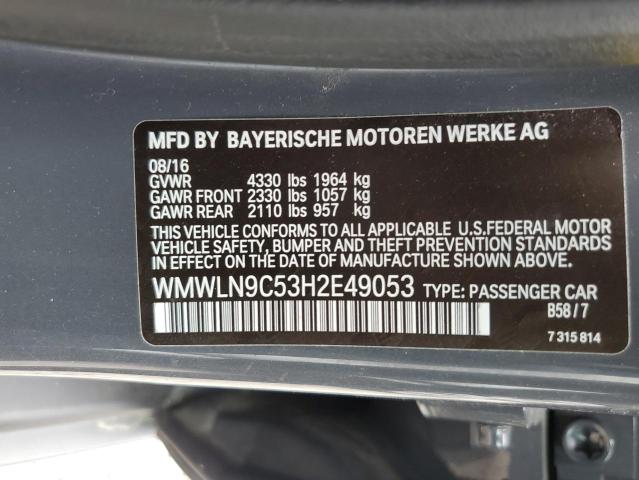 MFD BY BAYERISCHE MOTOREN WERKE AG
08/16
GVWR 4330 lbs 1964 kg
GAWR FRONT 2330 lbs 1057 kg
GAWR REAR 2110 lbs 957 kg
THIS VEHICLE CONFORMS TO ALL APPLICABLE U.S.FEDERAL MOTOR
VEHICLE SAFETY, BUMPER AND THEFT PREVENTION STANDARDS
IN EFFECT ON THE DATE OF MANUFACTURE SHOWN ABOVE.
WMWLN9C53H2E49053 TYPE: PASSENGER CAR
B58/7
7 315 814